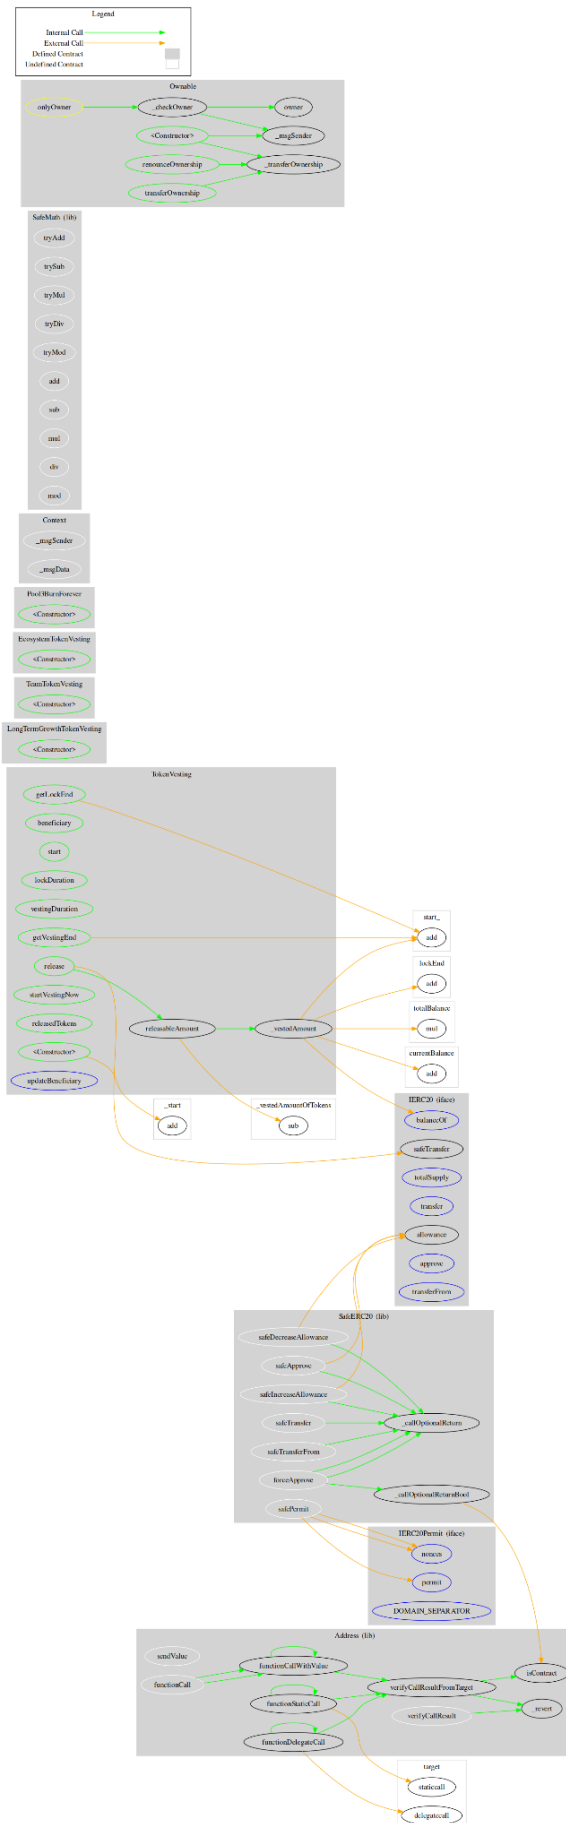 Legend
Internal Call
External Call
Defined Contract
Undefined Contract
Ownable
onlyOwner
_checkOwner
owner
<Constructor>
_msgSender
renounceOwnership
_transferOwnership
transferOwnership
SafeMath (lib)
tryAdd
trySub
tryMul
tryDiv
tryMod
add
sub
mul
div
mod
Context
_msgSender
_msgData
Pool3BurnForever
<Constructor>
EcosystemTokenVesting
<Constructor>
TeamTokenVesting
<Constructor>
LongTermGrowthTokenVesting
<Constructor>
TokenVesting
getLockEnd
beneficiary
start
lockDuration
vestingDuration
getVestingEnd
release
startVestingNow
releasedTokens
<Constructor>
updateBeneficiary
releasableAmount
_vestedAmount
start_
add
lockEnd
add
totalBalance
mul
currentBalance
add
_start
add
_vestedAmountOfTokens
sub
IERC20 (iface)
balanceOf
safeTransfer
totalSupply
transfer
allowance
approve
transferFrom
SafeERC20 (lib)
safeDecreaseAllowance
safeApprove
safeIncreaseAllowance
safeTransfer
_callOptionalReturn
safeTransferFrom
forceApprove
_callOptionalReturnBool
safePermit
IERC20Permit (iface)
nonces
permit
DOMAIN_SEPARATOR
Address (lib)
sendValue
functionCall
functionCallWithValue
functionStaticCall
functionDelegateCall
verifyCallResultFromTarget
verifyCallResult
isContract
_revert
target
staticcall
delegatecall